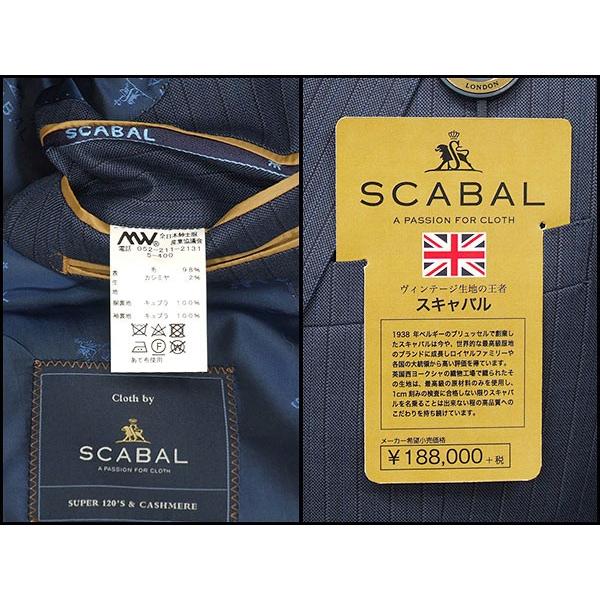 SCABAL
MW 全日本紳士服
産業協議会
電話 052-211-2131
5-400
表 毛 98%
生 カシミヤ 2%
地
胴裏地 キュプラ 100%
袖裏地 キュプラ 100%
あて布使用
Cloth by
SCABAL
A PASSION FOR CLOTH
SUPER 120'S & CASHMERE
LONDON
SCABAL
A PASSION FOR CLOTH
ヴィンテージ生地の王者
スキャバル
1938年ベルギーのブリュッセルで創業し
たスキャバルは今や、世界的な最高級服地
のブランドに成長しロイヤルファミリーや
各国の大統領から高い評価を得ています。
英国西ヨークシャの織物工場で織られたそ
の生地は、最高級の原材料のみを使用し、
1cm刻みの検査に合格しない限りスキャバ
ルを名乗ることは出来ない程の高品質への
こだわりを持ち続けています。
メーカー希望小売価格
¥188,000+税